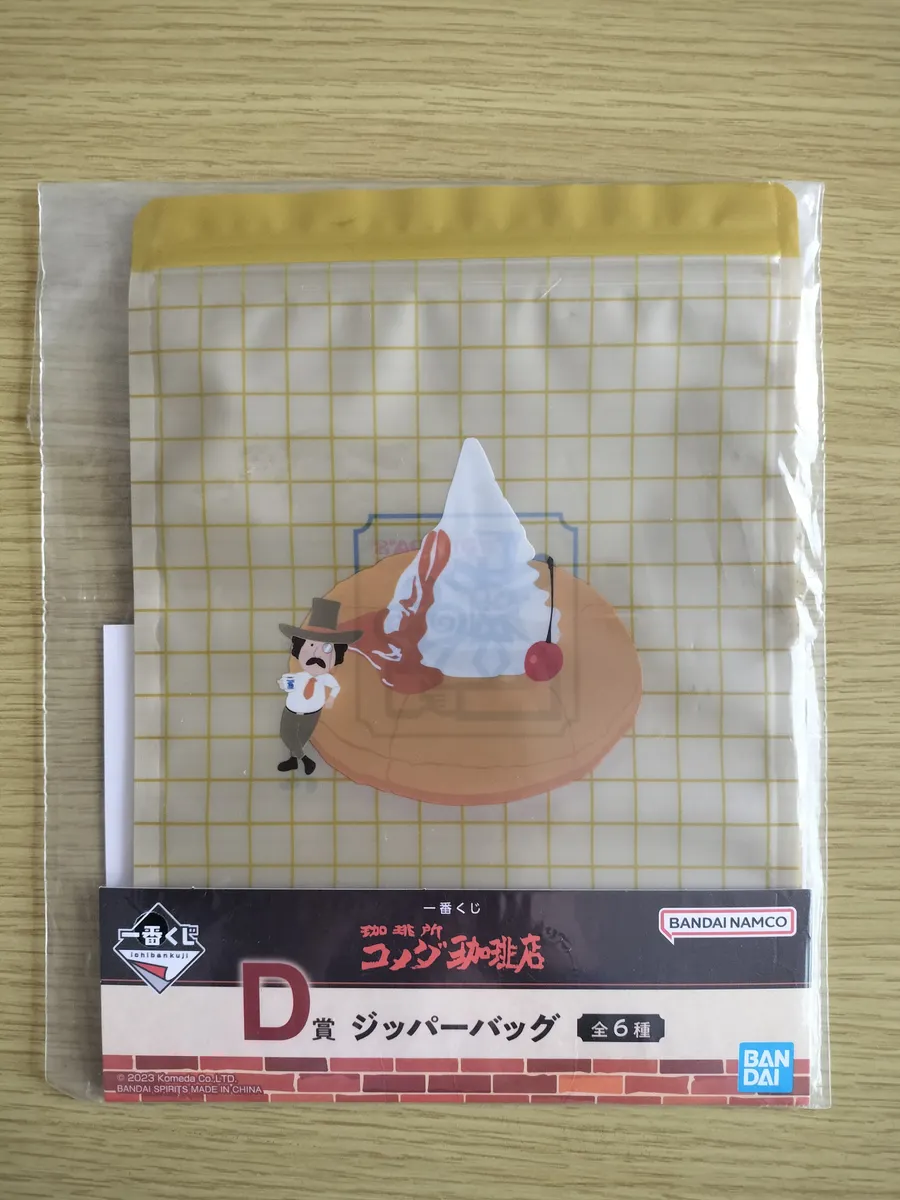 一番くじ
一番くじ
ichibankuji
珈琲所
コメダ珈琲店
BANDAI NAMCO
D賞 ジッパーバッグ 全6種
BAN
DAI
© 2023 Komeda Co.,LTD.
BANDAI SPIRITS MADE IN CHINA